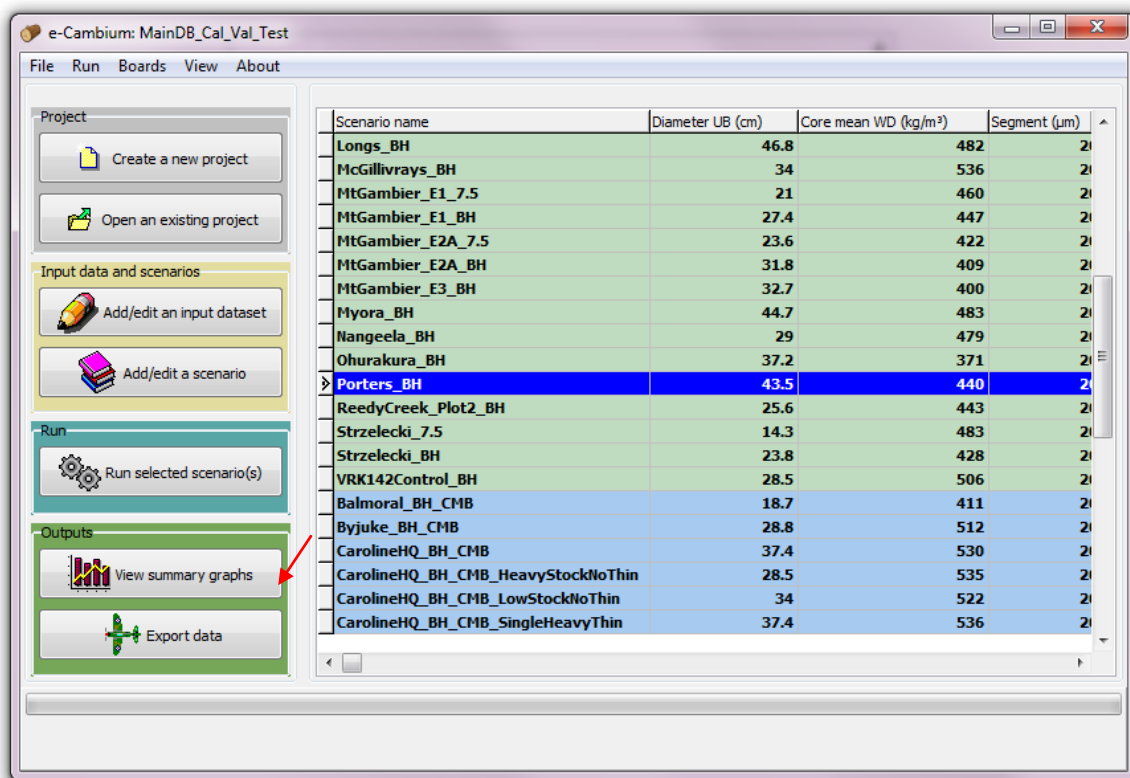 e-Cambium: MainDB_Cal_Val_Test
File Run Boards View About
Project
Create a new project
Open an existing project
Input data and scenarios
Add/edit an input dataset
Add/edit a scenario
Run
Run selected scenario(s)
Outputs
View summary graphs
Export data
Scenario name Diameter UB (cm) Core mean WD (kg/m³) Segment (µm)
Longs_BH 46.8 482
McGillivrays_BH 34 536
MtGambier_E1_7.5 21 460
MtGambier_E1_BH 27.4 447
MtGambier_E2A_7.5 23.6 422
MtGambier_E2A_BH 31.8 409
MtGambier_E3_BH 32.7 400
Myora_BH 44.7 483
Nangeela_BH 29 479
Ohurakura_BH 37.2 371
Porters_BH 43.5 440
ReedyCreek_Plot2_BH 25.6 443
Strzelecki_7.5 14.3 483
Strzelecki_BH 23.8 428
VRK142Control_BH 28.5 506
Balmoral_BH_CMB 18.7 411
Byjuke_BH_CMB 28.8 512
CarolineHQ_BH_CMB 37.4 530
CarolineHQ_BH_CMB_HeavyStockNoThin 28.5 535
CarolineHQ_BH_CMB_LowStockNoThin 34 522
CarolineHQ_BH_CMB_SingleHeavyThin 37.4 536